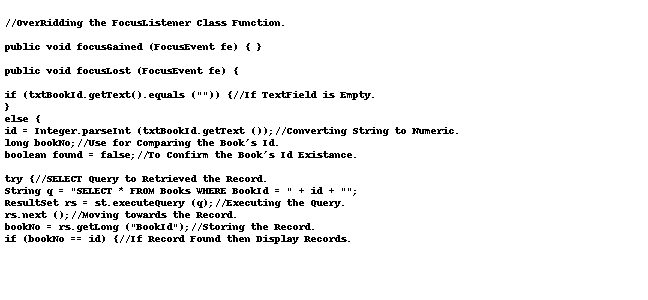 //OverRidding the FocusListener Class Function.
public void focusGained (FocusEvent fe) { }
public void focusLost (FocusEvent fe) {
if (txtBookId.getText().equals ("")) {//If TextField is Empty.
}
else {
id = Integer.parseInt (txtBookId.getText ());//Converting String to Numeric.
long bookNo;//Use for Comparing the Book's Id.
boolean found = false;//To Confirm the Book's Id Existance.
try {//SELECT Query to Retrieved the Record.
String q = "SELECT * FROM Books WHERE BookId = " + id + "";
ResultSet rs = st.executeQuery (q);//Executing the Query.
rs.next ();//Moving towards the Record.
bookNo = rs.getLong ("BookId");//Storing the Record.
if (bookNo == id) {//If Record Found then Display Records.